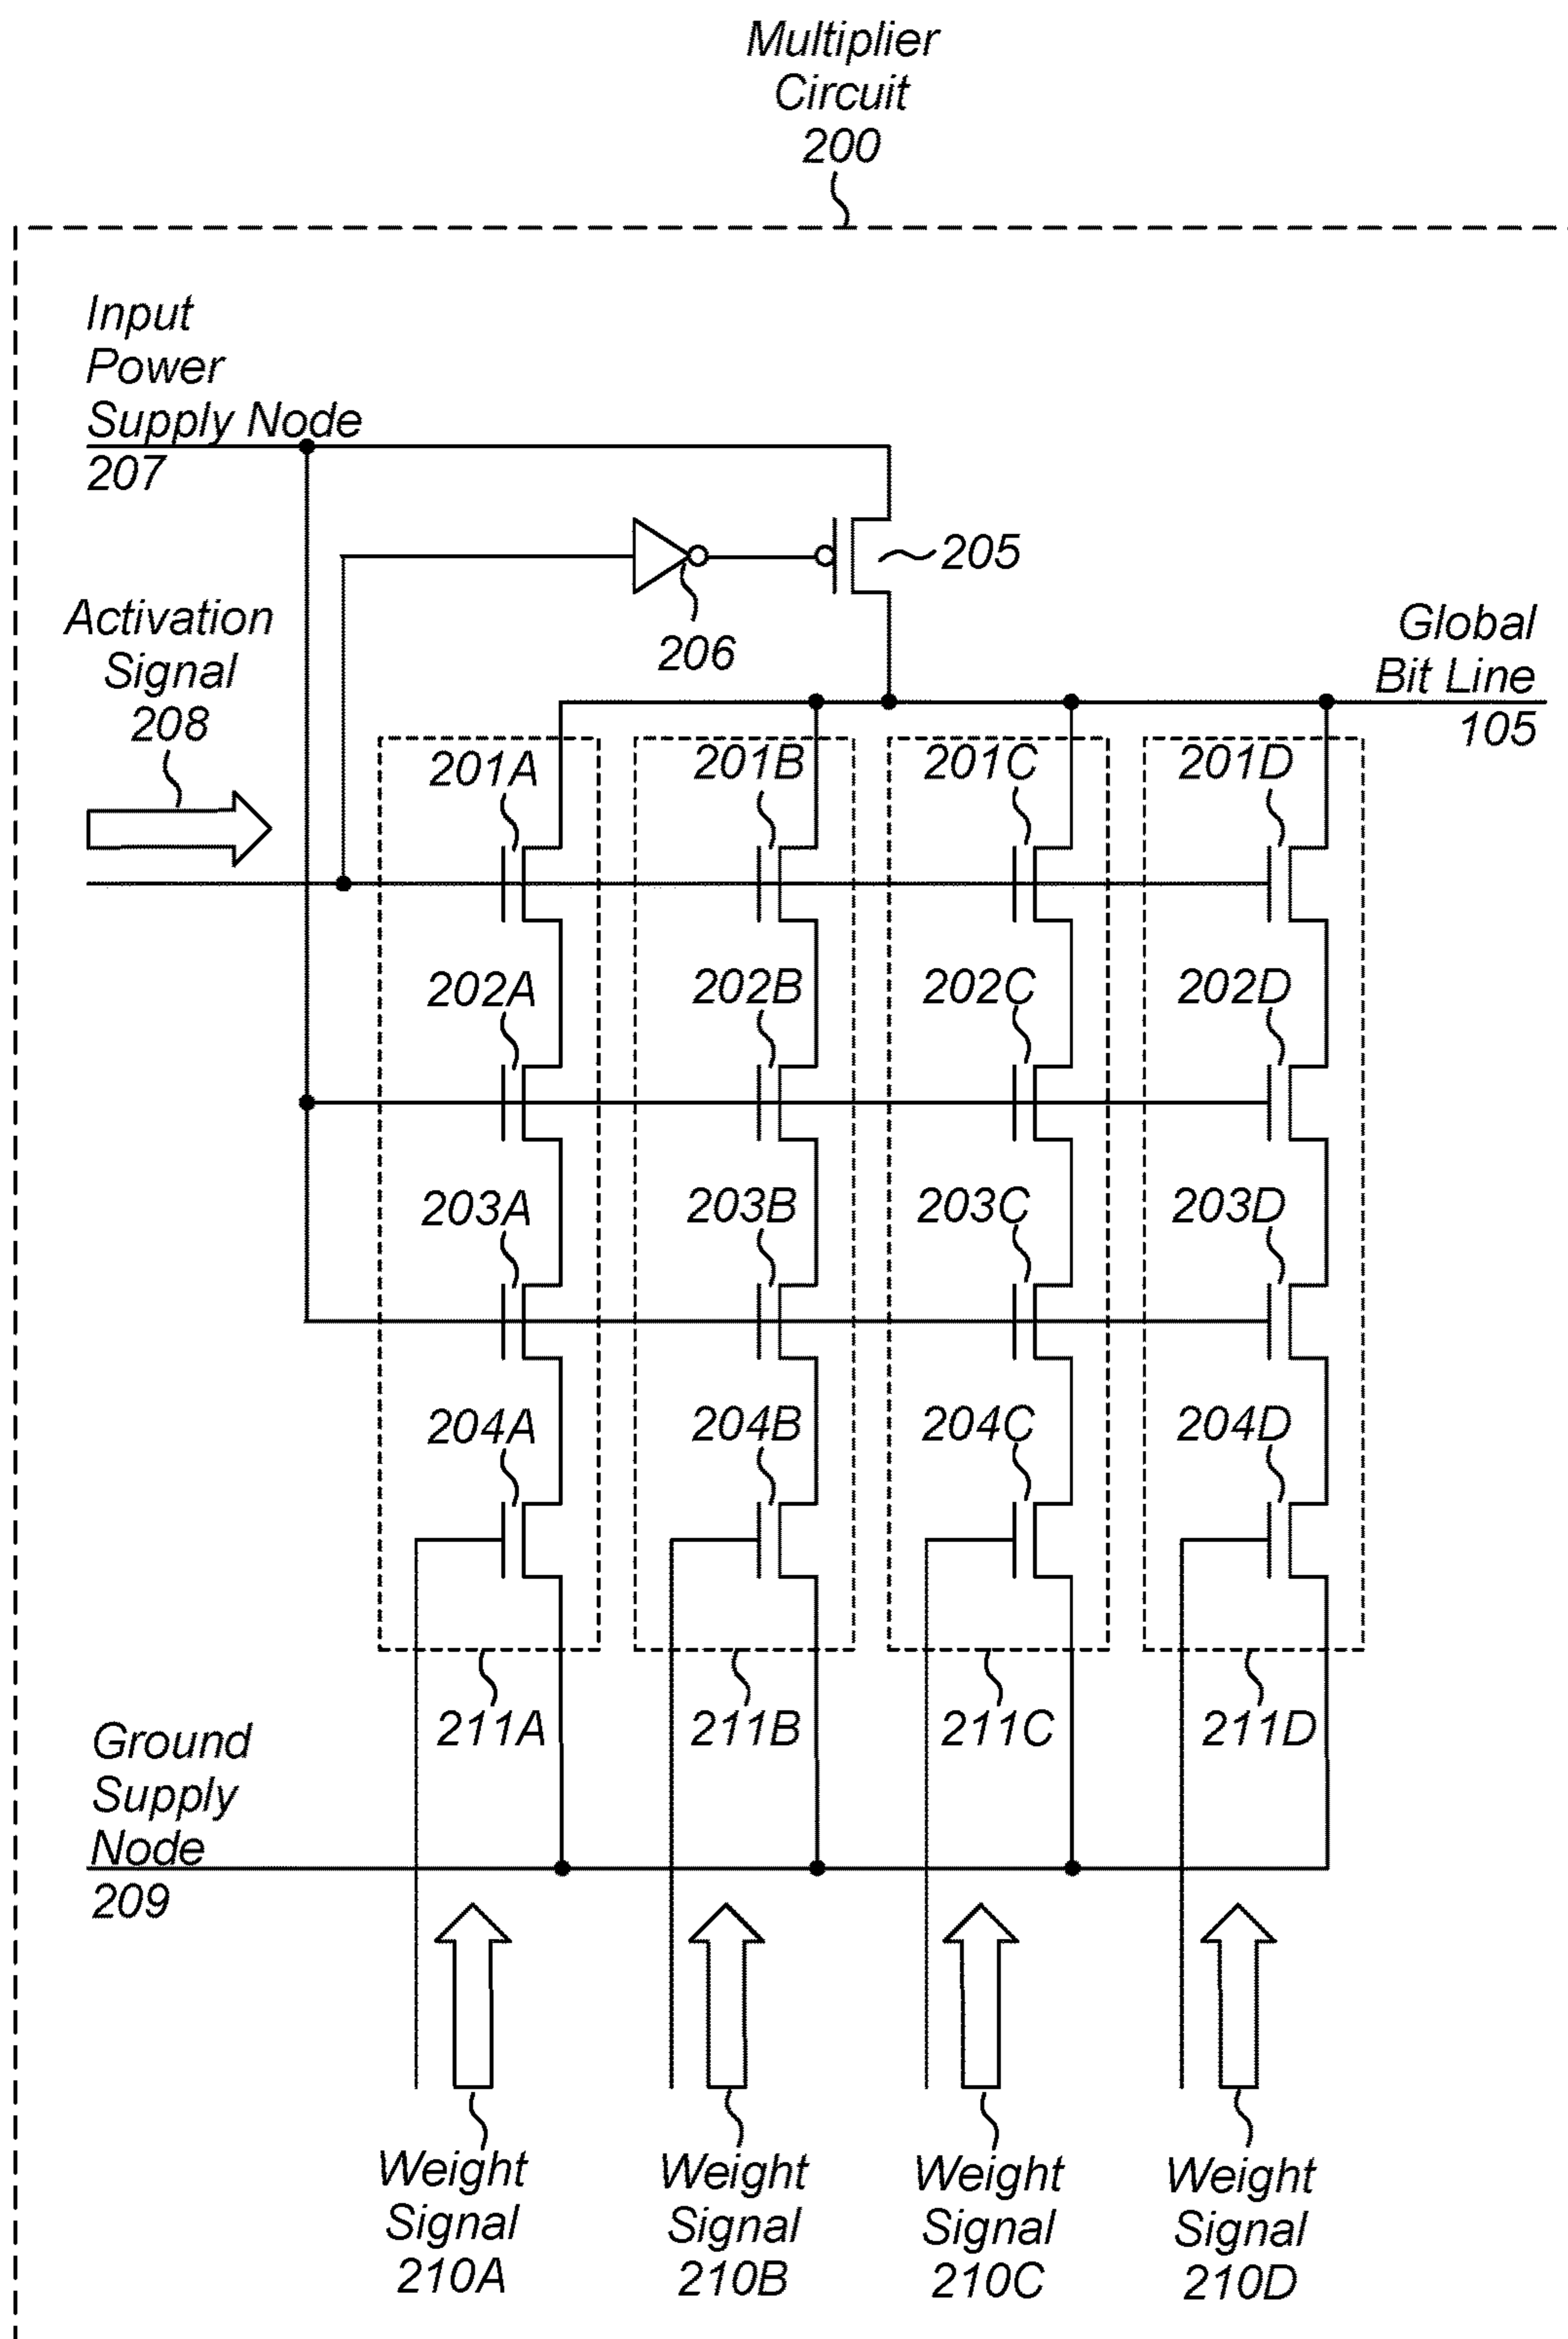 Multiplier
Circuit
200
Input
Power
Supply Node
207
205
206
Activation
Signal
208
Global
Bit Line
105
201A
201B
201C
201D
202A
202B
202C
202D
203A
203B
203C
203D
204A
204B
204C
204D
211A
211B
211C
211D
Ground
Supply
Node
209
Weight
Signal
210A
Weight
Signal
210B
Weight
Signal
210C
Weight
Signal
210D